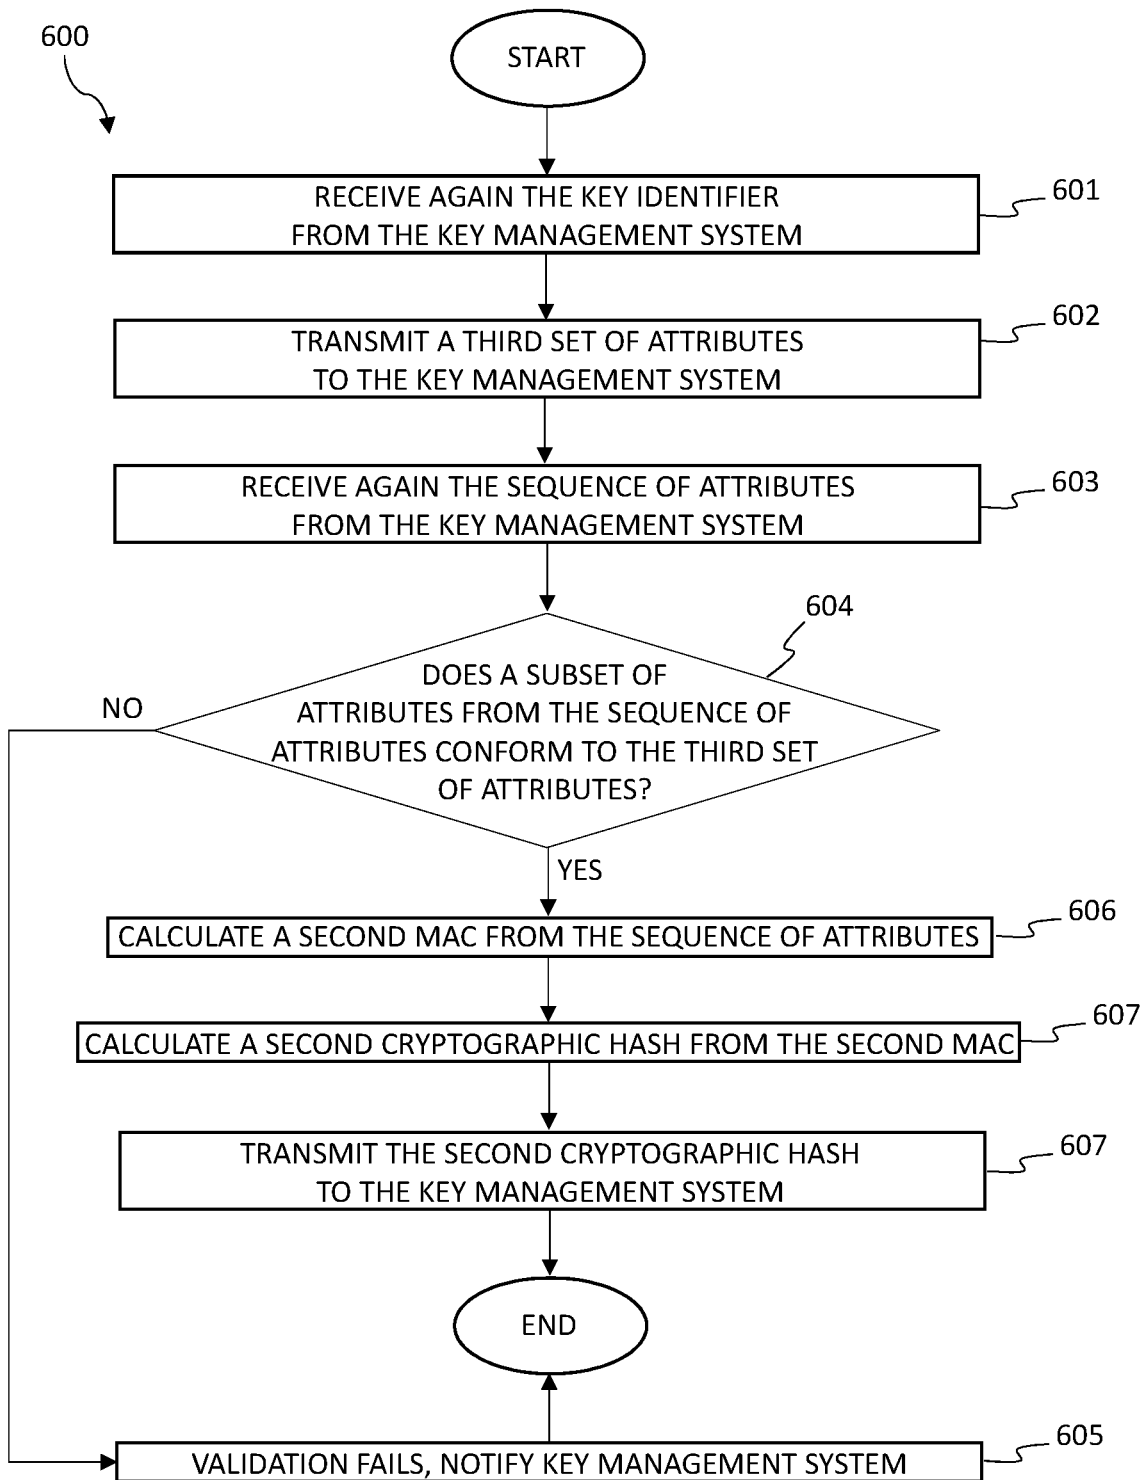 600
START
RECEIVE AGAIN THE KEY IDENTIFIER
FROM THE KEY MANAGEMENT SYSTEM
601
TRANSMIT A THIRD SET OF ATTRIBUTES
TO THE KEY MANAGEMENT SYSTEM
602
RECEIVE AGAIN THE SEQUENCE OF ATTRIBUTES
FROM THE KEY MANAGEMENT SYSTEM
603
604
DOES A SUBSET OF
ATTRIBUTES FROM THE SEQUENCE OF
ATTRIBUTES CONFORM TO THE THIRD SET
OF ATTRIBUTES?
NO
YES
CALCULATE A SECOND MAC FROM THE SEQUENCE OF ATTRIBUTES
606
CALCULATE A SECOND CRYPTOGRAPHIC HASH FROM THE SECOND MAC
607
TRANSMIT THE SECOND CRYPTOGRAPHIC HASH
TO THE KEY MANAGEMENT SYSTEM
607
END
VALIDATION FAILS, NOTIFY KEY MANAGEMENT SYSTEM
605